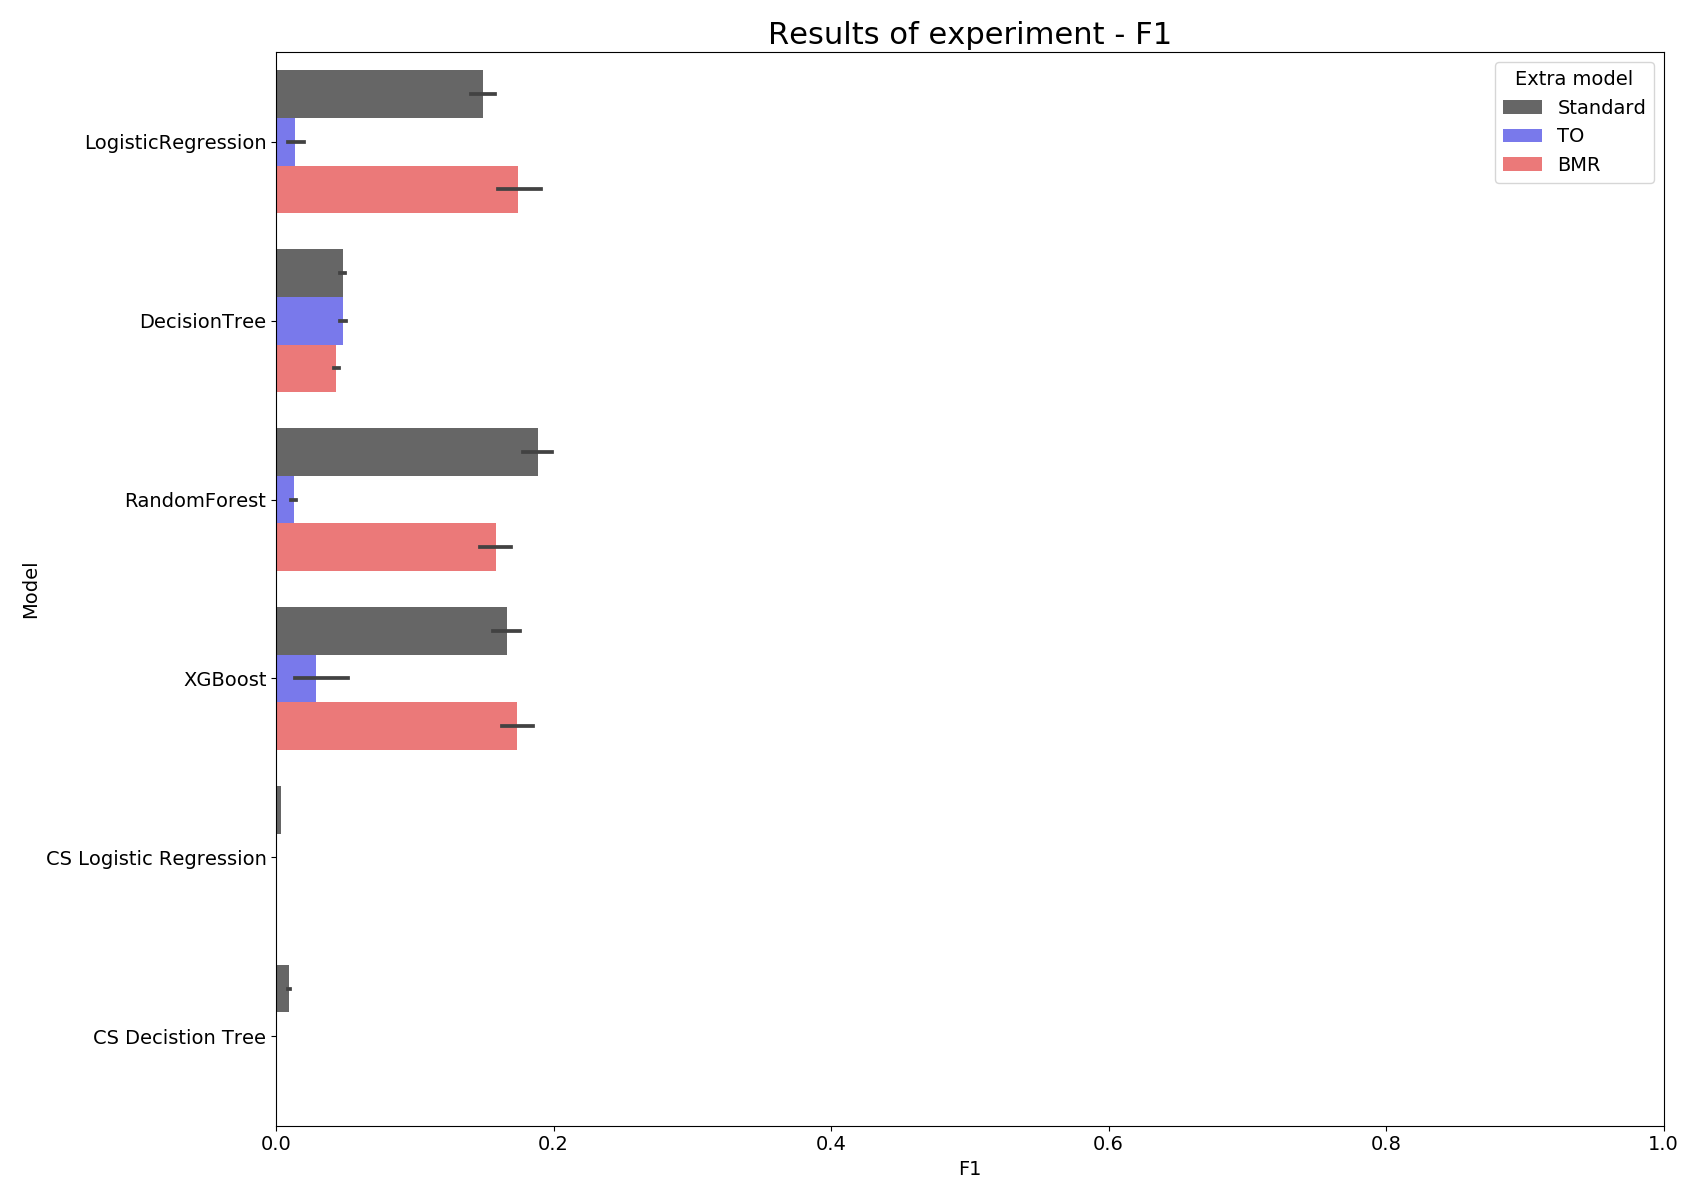 Results of experiment - F1
Extra model
Standard
TO
BMR
Model
LogisticRegression
DecisionTree
RandomForest
XGBoost
CS Logistic Regression
CS Decistion Tree
0.0 0.2 0.4 0.6 0.8 1.0
F1